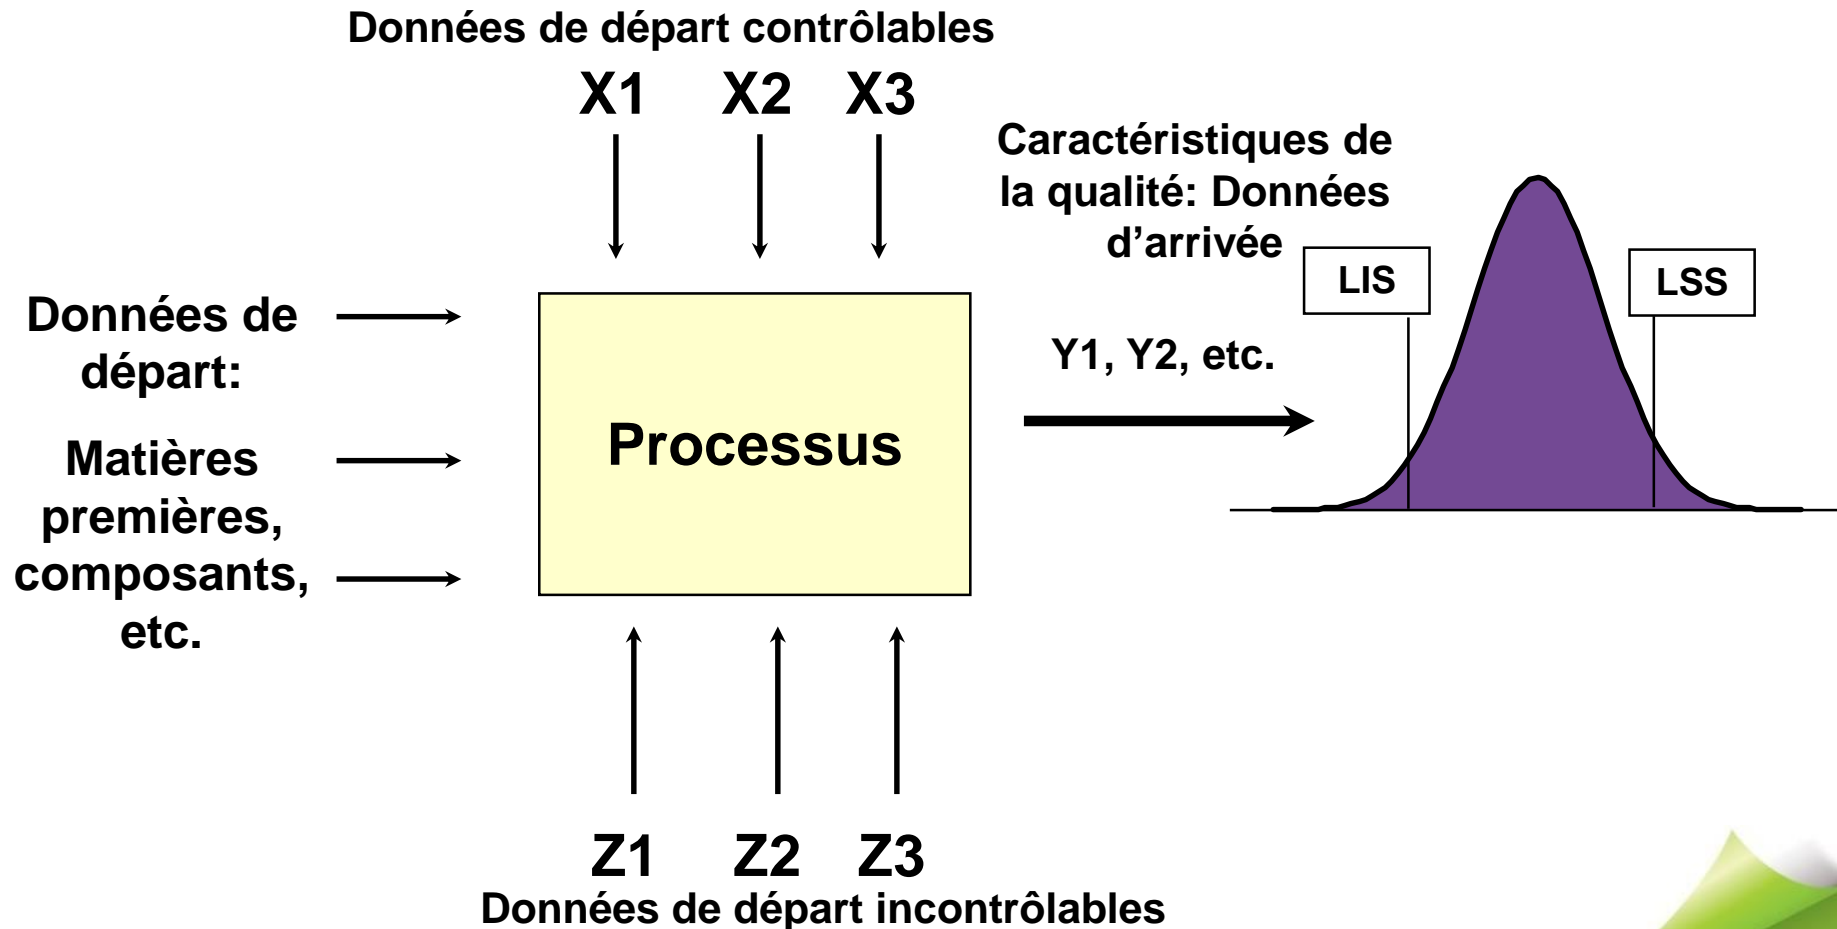 Données de départ contrôlables
X1 X2 X3
Caractéristiques de
la qualité: Données
d’arrivée
LIS
LSS
Données de
départ:
Y1, Y2, etc.
Processus
Matières
premières,
composants,
etc.
Z1 Z2 Z3
Données de départ incontrôlables